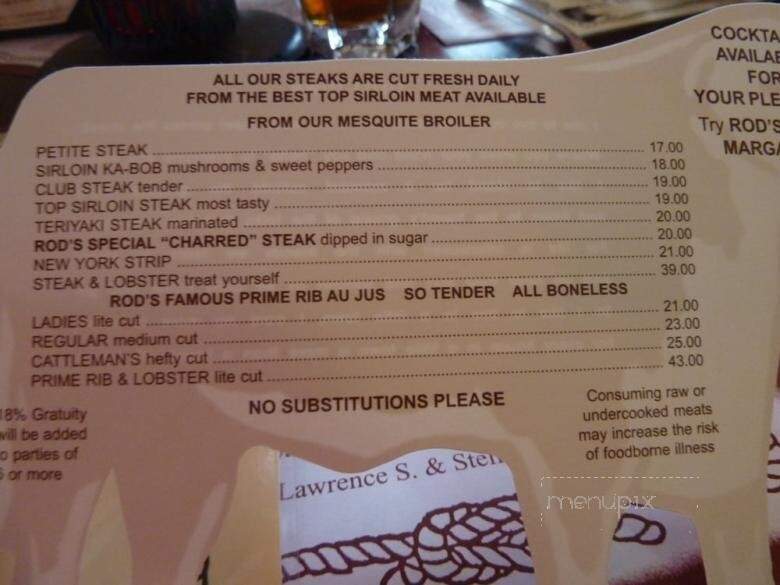 ALL OUR STEAKS ARE CUT FRESH DAILY
FROM THE BEST TOP SIRLOIN MEAT AVAILABLE
FROM OUR MESQUITE BROILER
PETITE STEAK 17.00
SIRLOIN KA-BOB mushrooms & sweet peppers 18.00
CLUB STEAK tender 19.00
TOP SIRLOIN STEAK most tasty 19.00
TERIYAKI STEAK marinated 20.00
ROD'S SPECIAL "CHARRED" STEAK dipped in sugar 20.00
NEW YORK STRIP 21.00
STEAK & LOBSTER treat yourself 39.00
ROD'S FAMOUS PRIME RIB AU JUS SO TENDER ALL BONELESS
LADIES lite cut 21.00
REGULAR medium cut 23.00
CATTLEMAN'S hefty cut 25.00
PRIME RIB & LOBSTER lite cut 43.00
NO SUBSTITUTIONS PLEASE
18% Gratuity
will be added
to parties of
6 or more
Consuming raw or
undercooked meats
may increase the risk
of foodborne illness
COCKTA
AVAILAB
FOR
YOUR PLE
Try ROD'S
MARGA
Lawrence S. & Sten
menupix